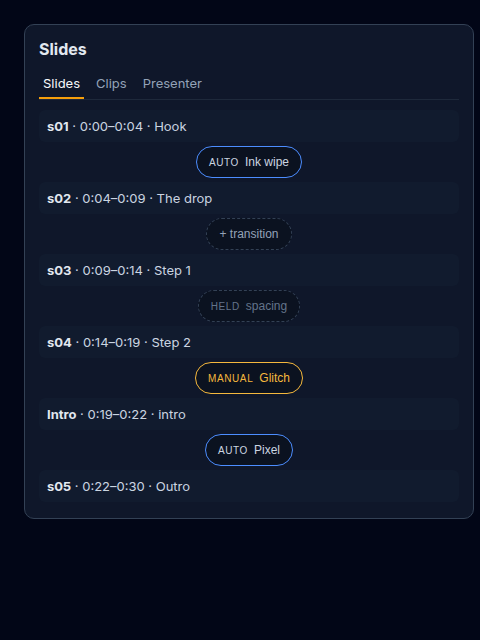 Slides
Slides Clips Presenter
s01 · 0:00–0:04 · Hook
AUTO Ink wipe
s02 · 0:04–0:09 · The drop
+ transition
s03 · 0:09–0:14 · Step 1
HELD spacing
s04 · 0:14–0:19 · Step 2
MANUAL Glitch
Intro · 0:19–0:22 · intro
AUTO Pixel
s05 · 0:22–0:30 · Outro